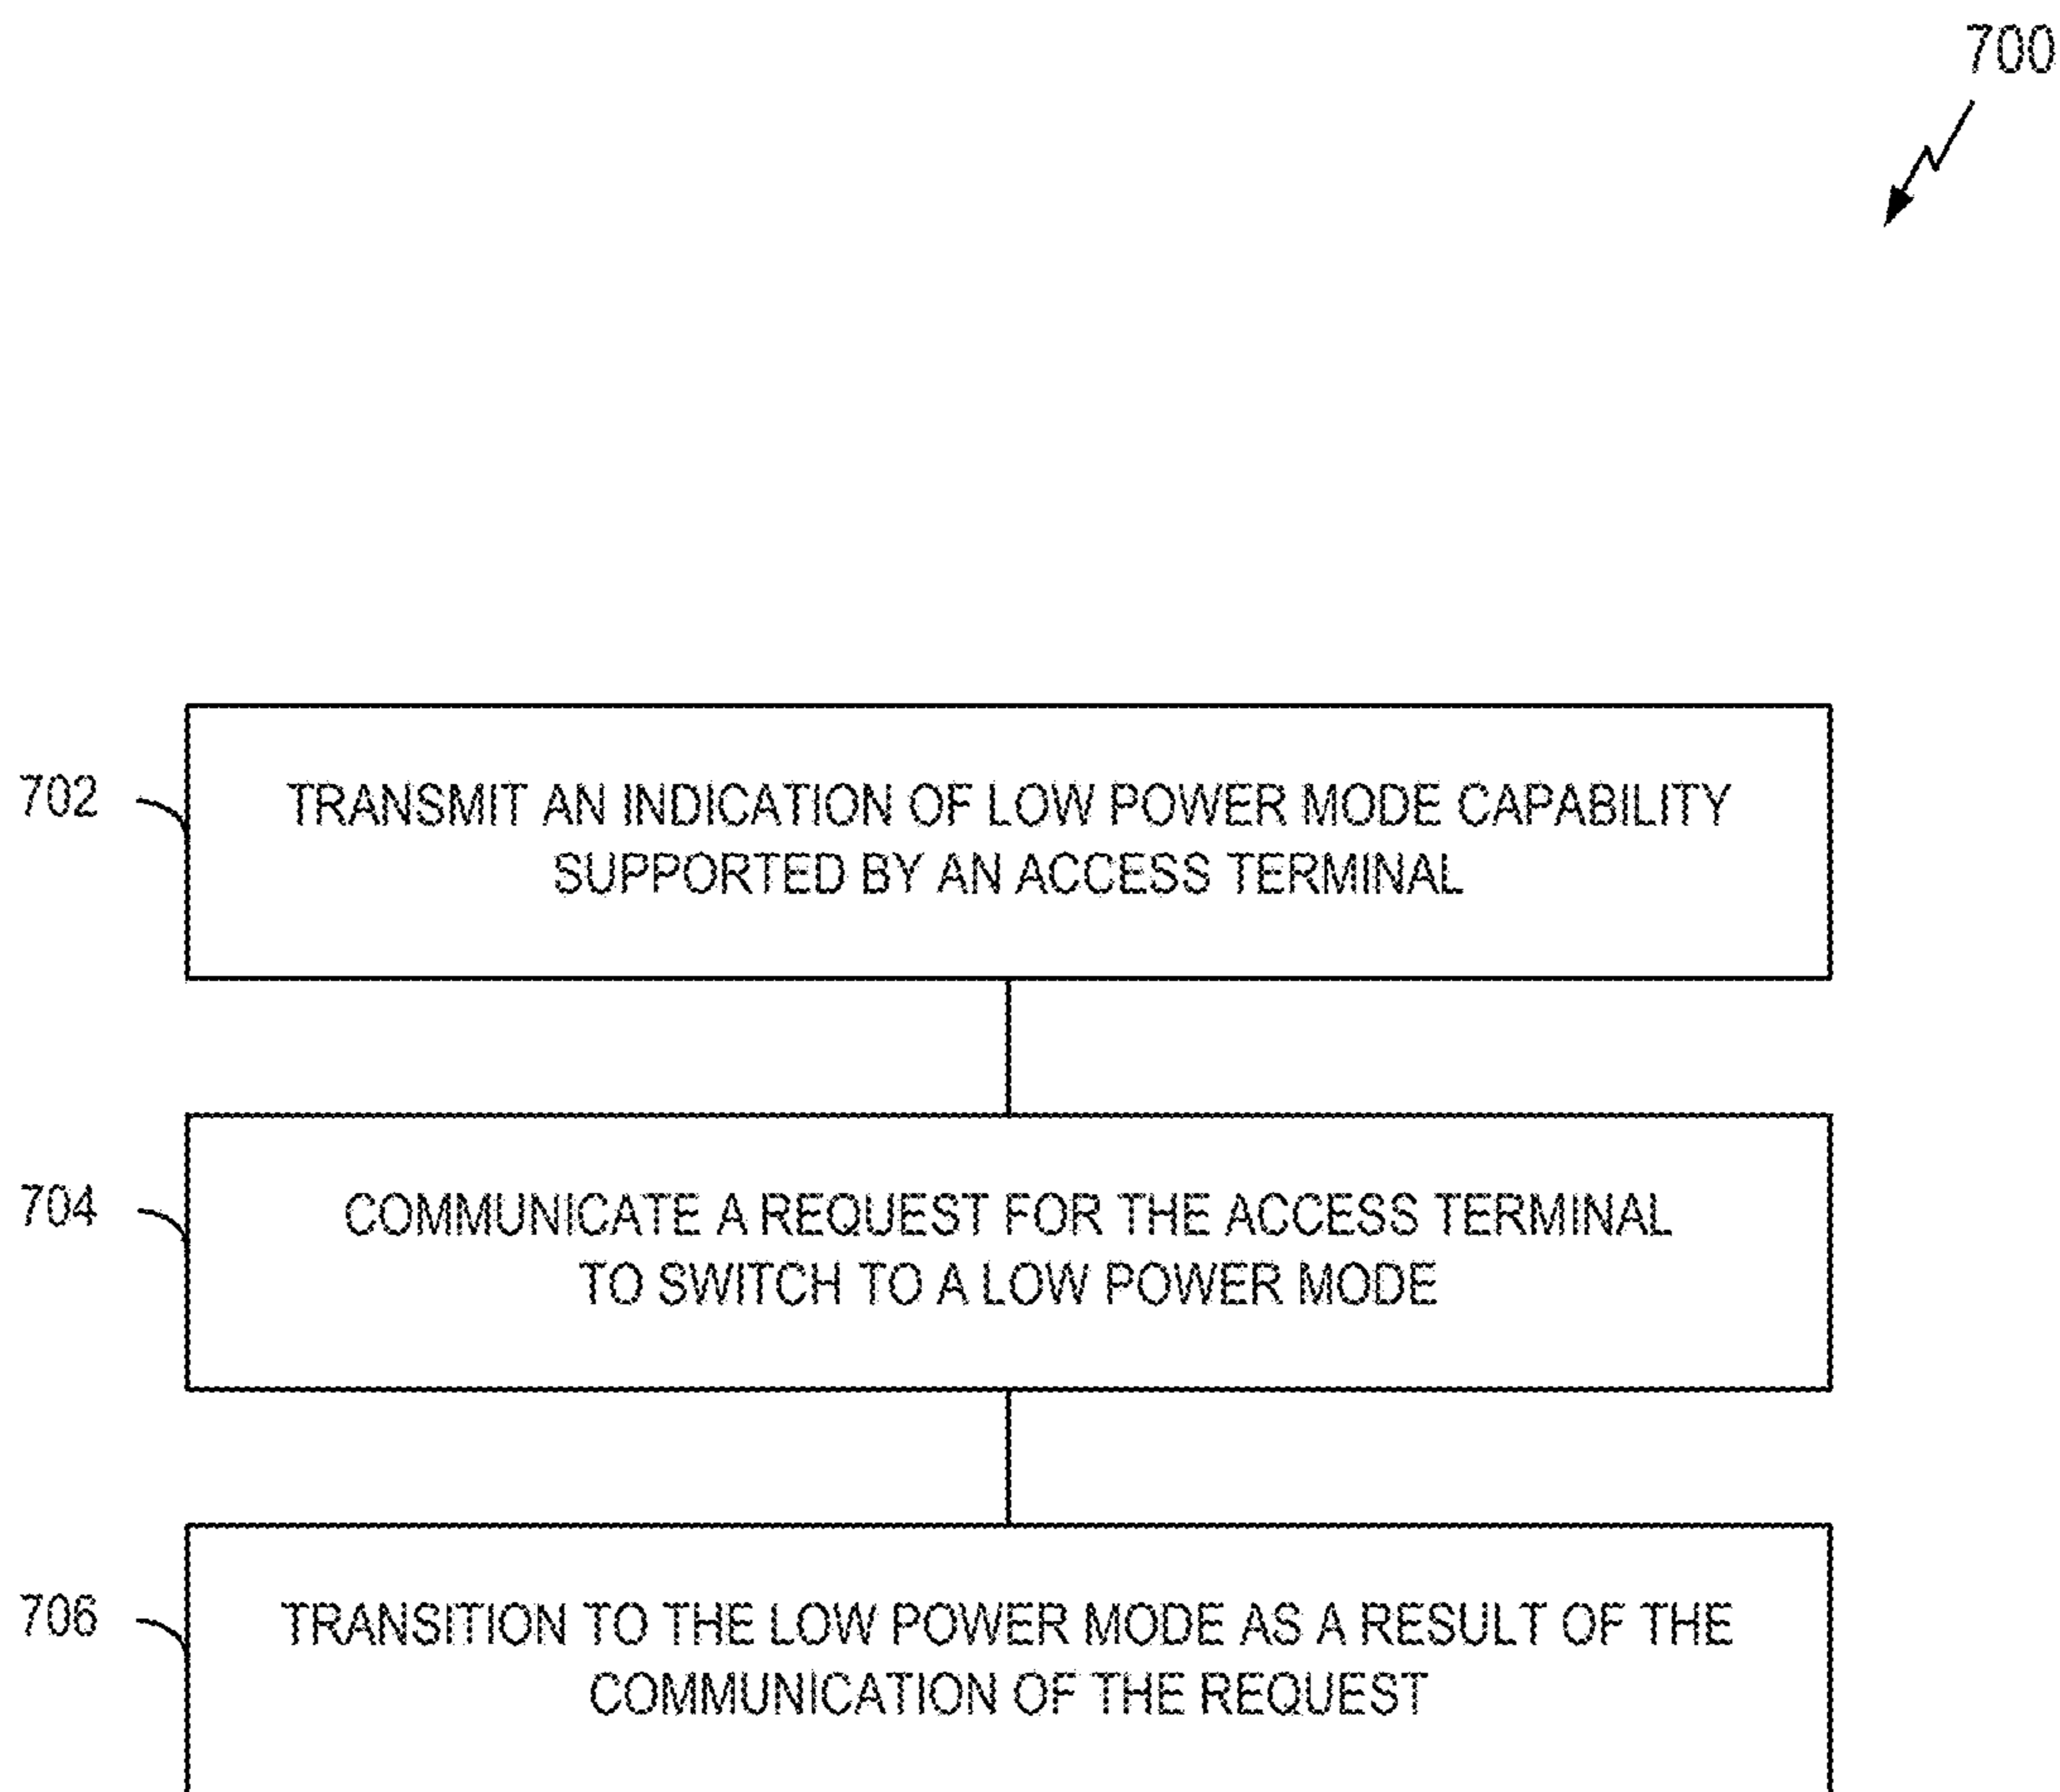 700
702
TRANSMIT AN INDICATION OF LOW POWER MODE CAPABILITY
SUPPORTED BY AN ACCESS TERMINAL
704
COMMUNICATE A REQUEST FOR THE ACCESS TERMINAL
TO SWITCH TO A LOW POWER MODE
706
TRANSITION TO THE LOW POWER MODE AS A RESULT OF THE
COMMUNICATION OF THE REQUEST